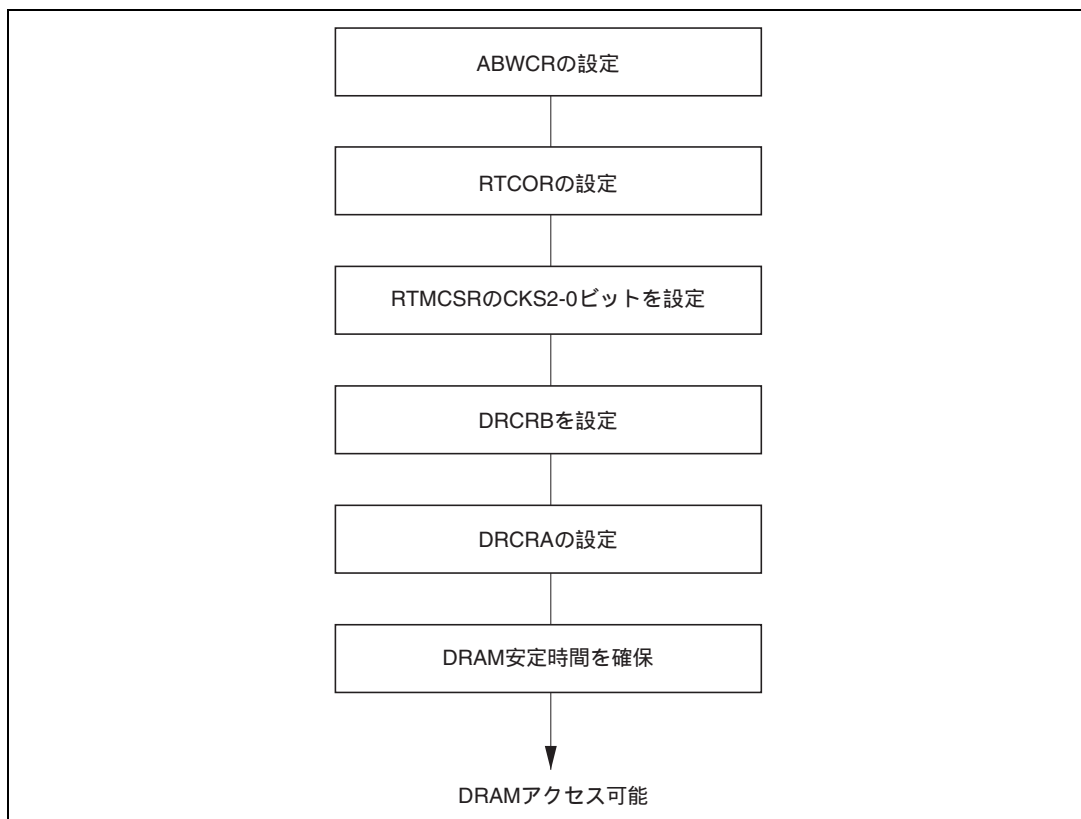 ABWCRの設定
RTCORの設定
RTMCSRのCKS2-0ビットを設定
DRCRBを設定
DRCRAの設定
DRAM安定時間を確保
DRAMアクセス可能